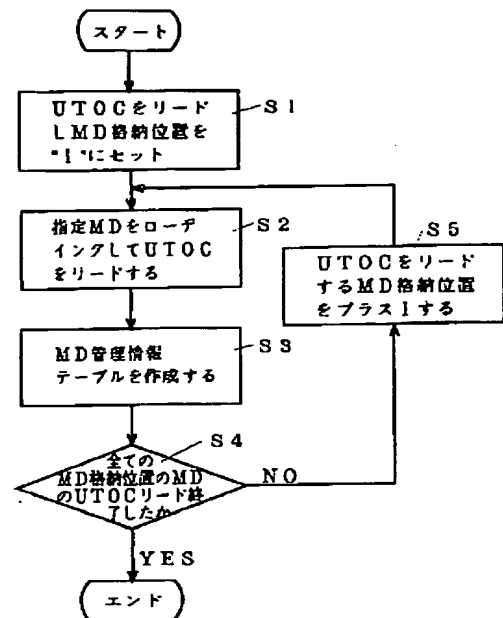 スタート
UTOCをリード
しMD格納位置を
"1"にセット
S1
指定MDをローデ
ィングしてUTOC
をリードする
S2
S5
UTOCをリード
するMD格納位置
をプラス1する
MD管理情報
テーブルを作成する
S3
S4
全ての
MD格納位置のMD
のUTOCリード終
了したか
NO
YES
エンド